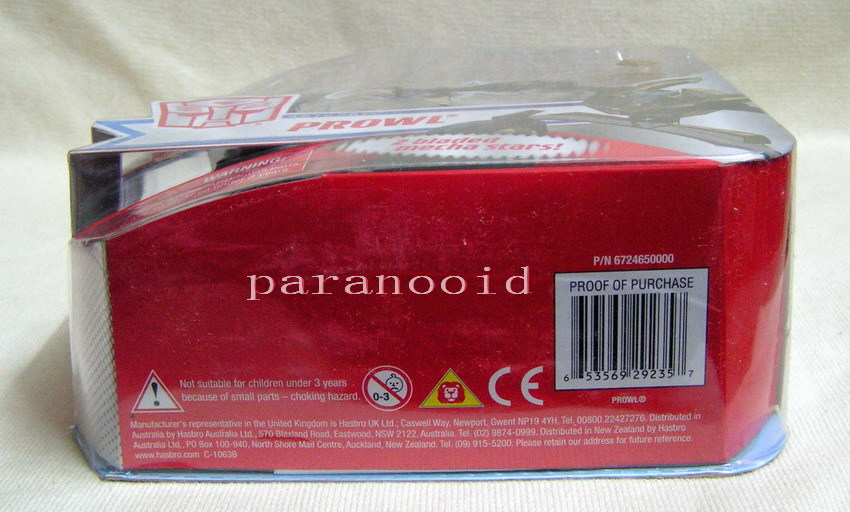 PROWL®
2 bladed
mecha stars!
WARNING:
P/N 6724650000
PROOF OF PURCHASE
paranooid
6 53569 29235 7
PROWL®
Not suitable for children under 3 years
because of small parts – choking hazard.
0-3
CE
Manufacturer's representative in the United Kingdom is Hasbro UK Ltd., Caswell Way, Newport, Gwent NP19 4YH, Tel. 00800 22427276. Distributed in
Australia by Hasbro Australia Ltd., 570 Blaxland Road, Eastwood, NSW 2122, Australia. Tel. (02) 9874-0999. Distributed in New Zealand by Hasbro
Australia Ltd., PO Box 100-940, North Shore Mail Centre, Auckland, New Zealand. Tel. (09) 915-5200. Please retain our address for future reference.
www.hasbro.com C-1063B